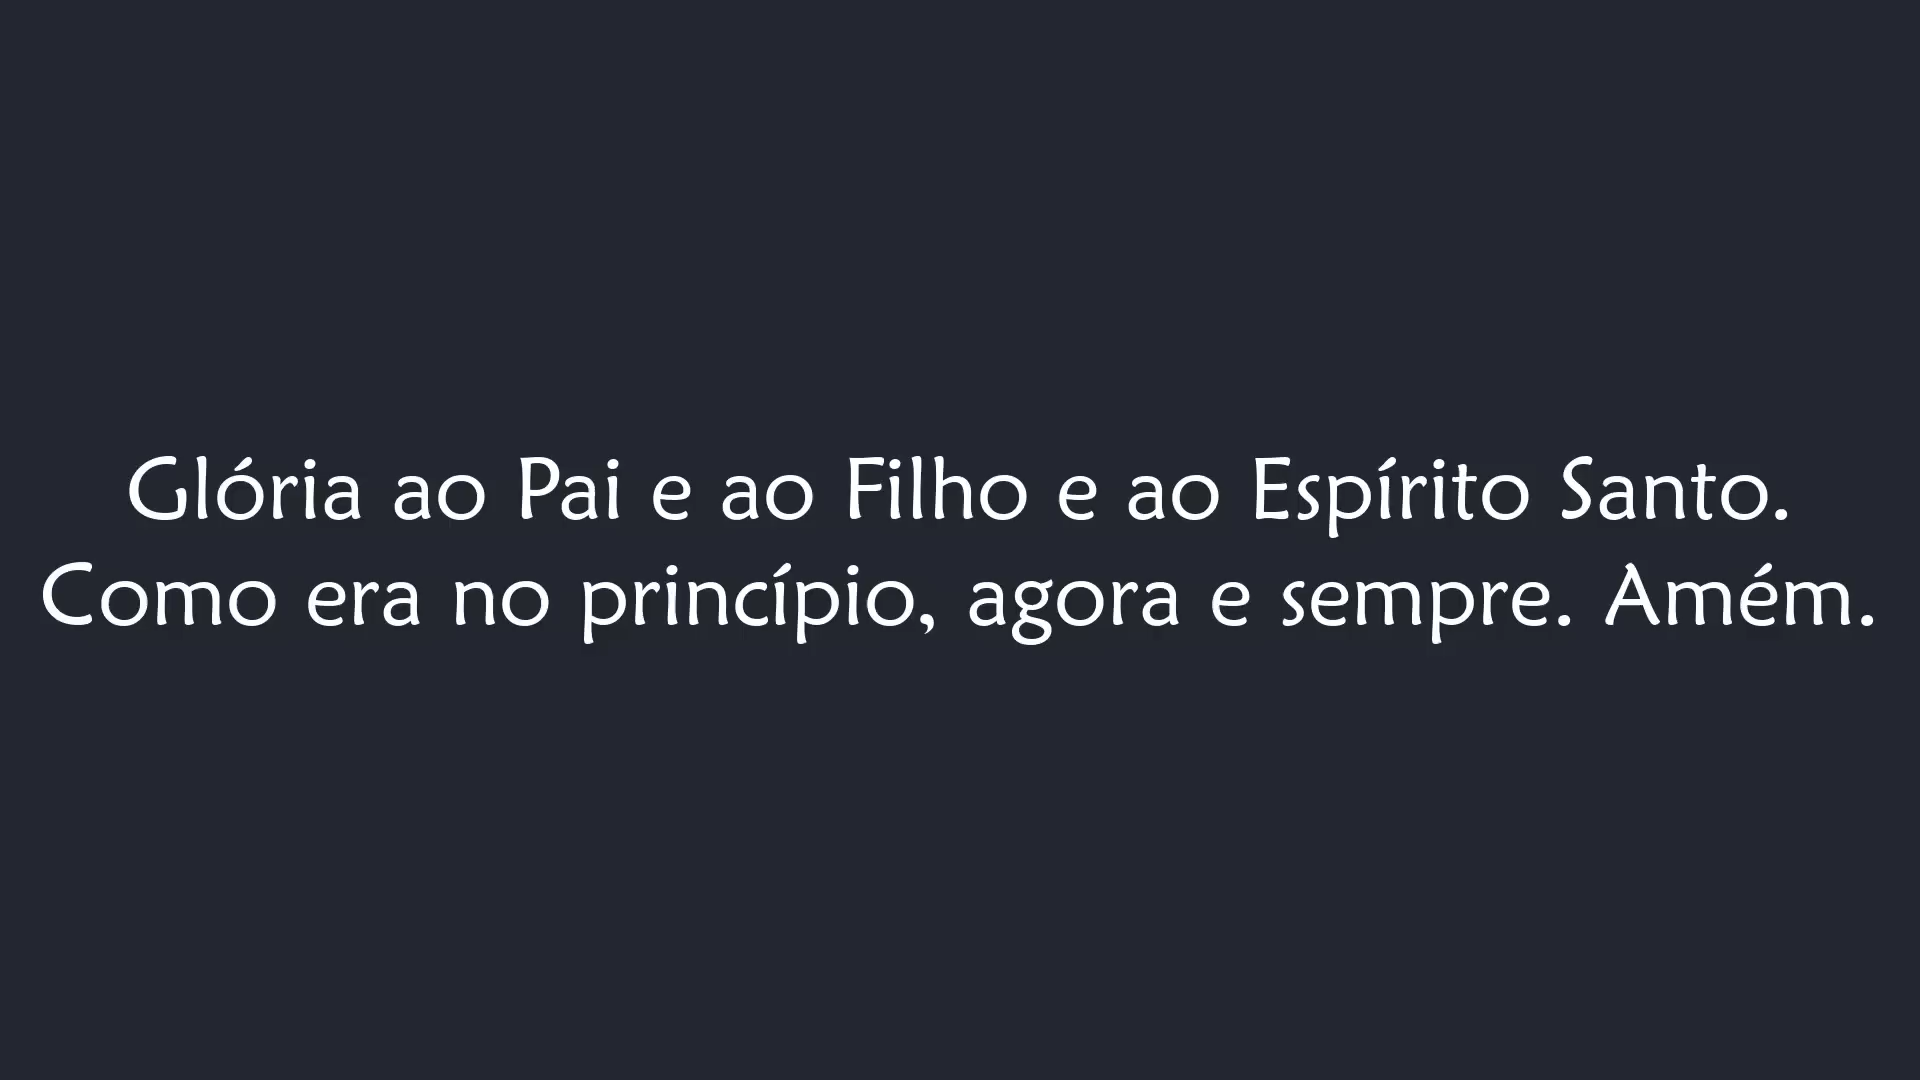 Glória ao Pai e ao Filho e ao Espírito Santo.
Como era no princípio, agora e sempre. Amém.